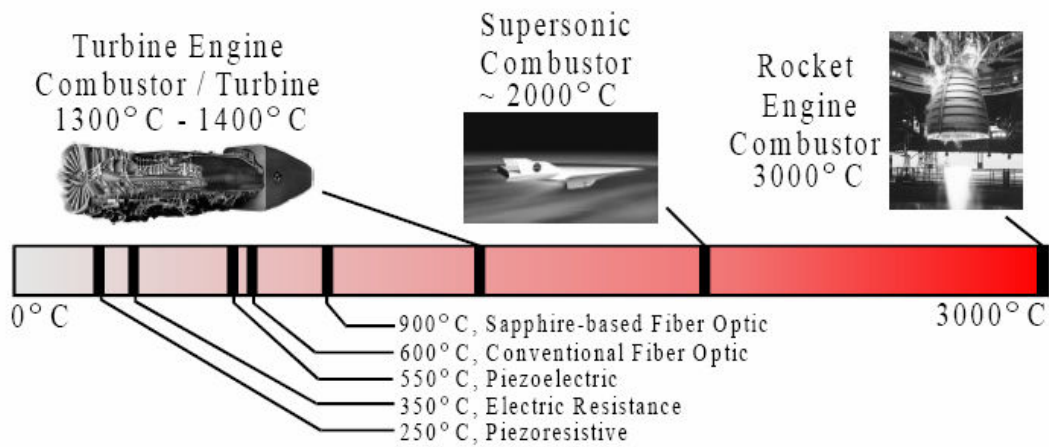 Turbine Engine
Combustor / Turbine
1300°C - 1400°C
Supersonic
Combustor
~ 2000°C
Rocket
Engine
Combustor
3000°C
0°C
3000°C
900°C, Sapphire-based Fiber Optic
600°C, Conventional Fiber Optic
550°C, Piezoelectric
350°C, Electric Resistance
250°C, Piezoresistive